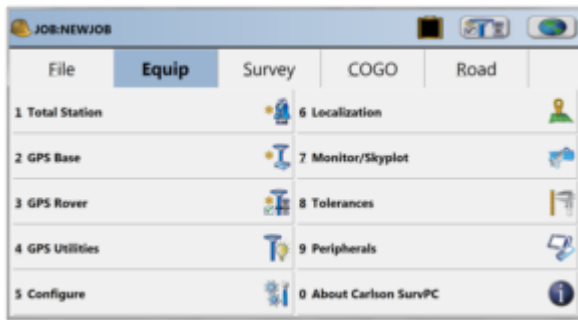 JOB:NEWJOB
File Equip Survey COGO Road
1 Total Station
2 GPS Base
3 GPS Rover
4 GPS Utilities
5 Configure
6 Localization
7 Monitor/Skyplot
8 Tolerances
9 Peripherals
0 About Carlson SurvPC